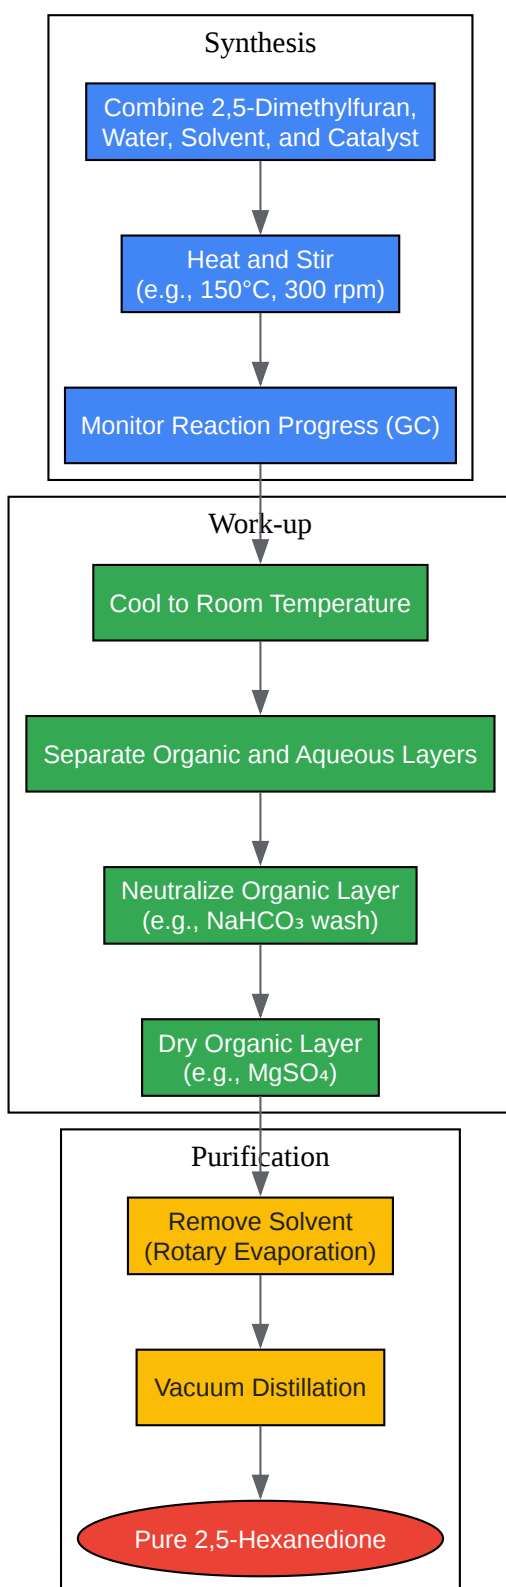 Synthesis
Combine 2,5-Dimethylfuran,
Water, Solvent, and Catalyst
Heat and Stir
(e.g., 150°C, 300 rpm)
Monitor Reaction Progress (GC)
Work-up
Cool to Room Temperature
Separate Organic and Aqueous Layers
Neutralize Organic Layer
(e.g., NaHCO₃ wash)
Dry Organic Layer
(e.g., MgSO₄)
Purification
Remove Solvent
(Rotary Evaporation)
Vacuum Distillation
Pure 2,5-Hexanedione